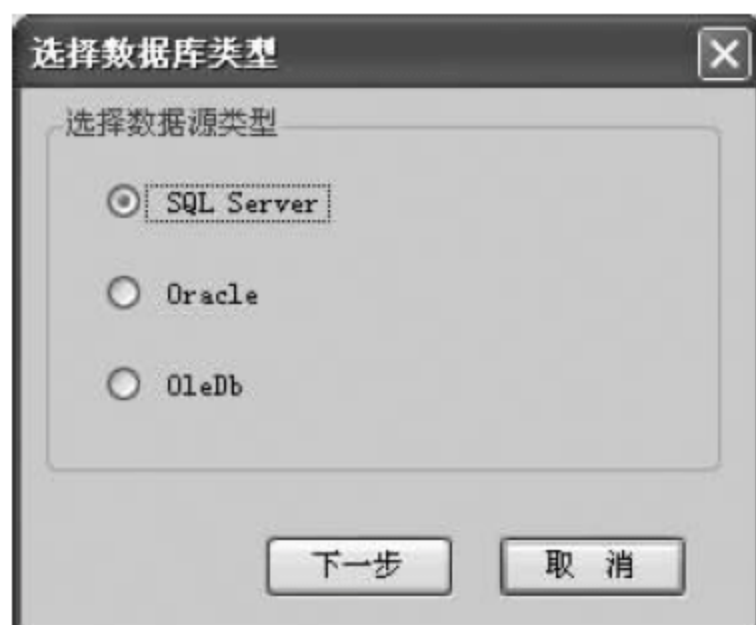 选择数据库类型
选择数据源类型
SQL Server
Oracle
OleDb
下一步 取 消